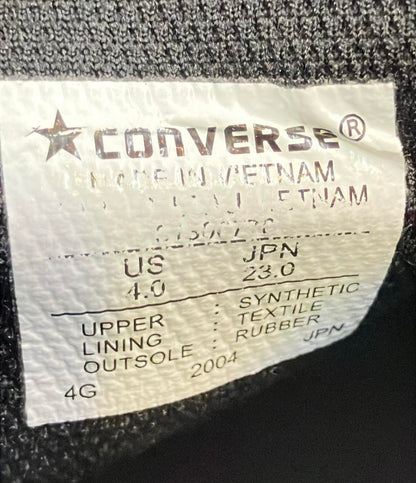 ★ CONVERSE®
MADE IN VIETNAM
VIETNAM
US JPN
4.0 23.0
UPPER : SYNTHETIC
LINING : TEXTILE
OUTSOLE : RUBBER
4G 2004 JPN